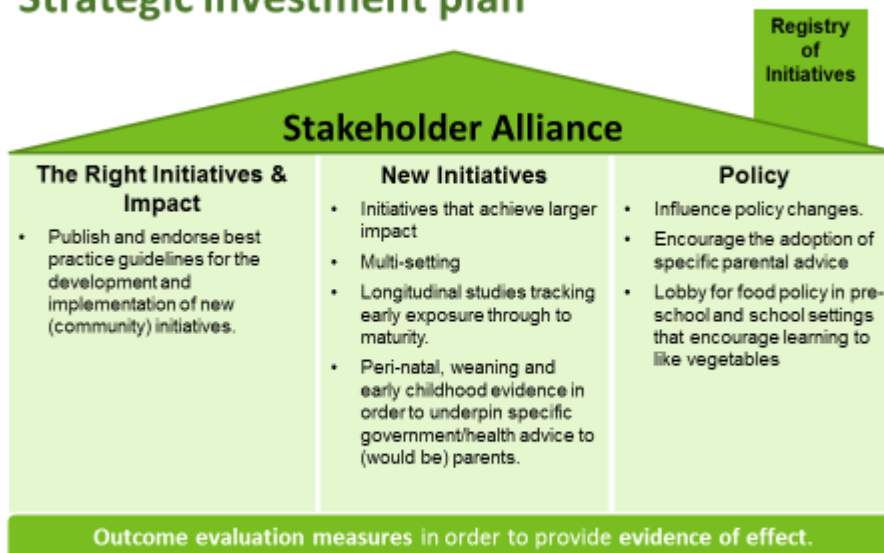 Strategic investment plan
Registry
of
Initiatives
Stakeholder Alliance
The Right Initiatives &
Impact
• Publish and endorse best
practice guidelines for the
development and
implementation of new
(community) initiatives.
New Initiatives
• Initiatives that achieve larger
impact
• Multi-setting
• Longitudinal studies tracking
early exposure through to
maturity.
• Peri-natal, weaning and
early childhood evidence in
order to underpin specific
government/health advice to
(would be) parents.
Policy
• Influence policy changes.
• Encourage the adoption of
specific parental advice
• Lobby for food policy in pre-
school and school settings
that encourage learning to
like vegetables
Outcome evaluation measures in order to provide evidence of effect.